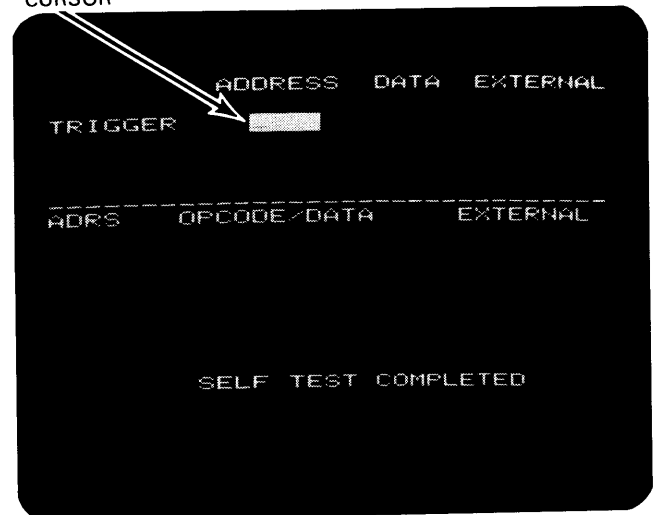 CURSOR
ADDRESS DATA EXTERNAL
TRIGGER
ADRS OPCODE/DATA EXTERNAL
SELF TEST COMPLETED